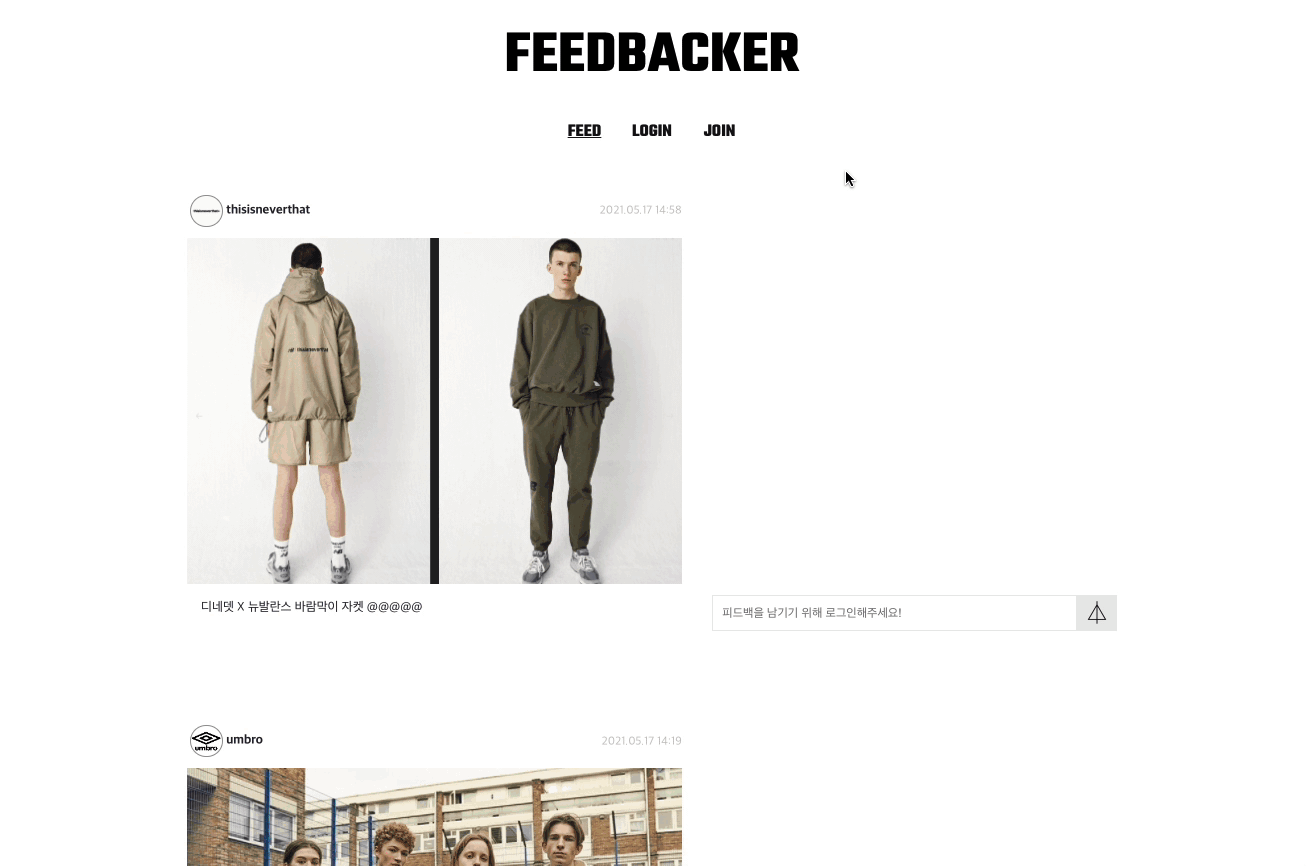 FEEDBACKER
FEED LOGIN JOIN
thisisneverthat 2021.05.17 14:58
디네뎃 X 뉴발란스 바람막이 자켓 @@@@@
피드백을 남기기 위해 로그인해주세요!
umbro umbro 2021.05.17 14:19